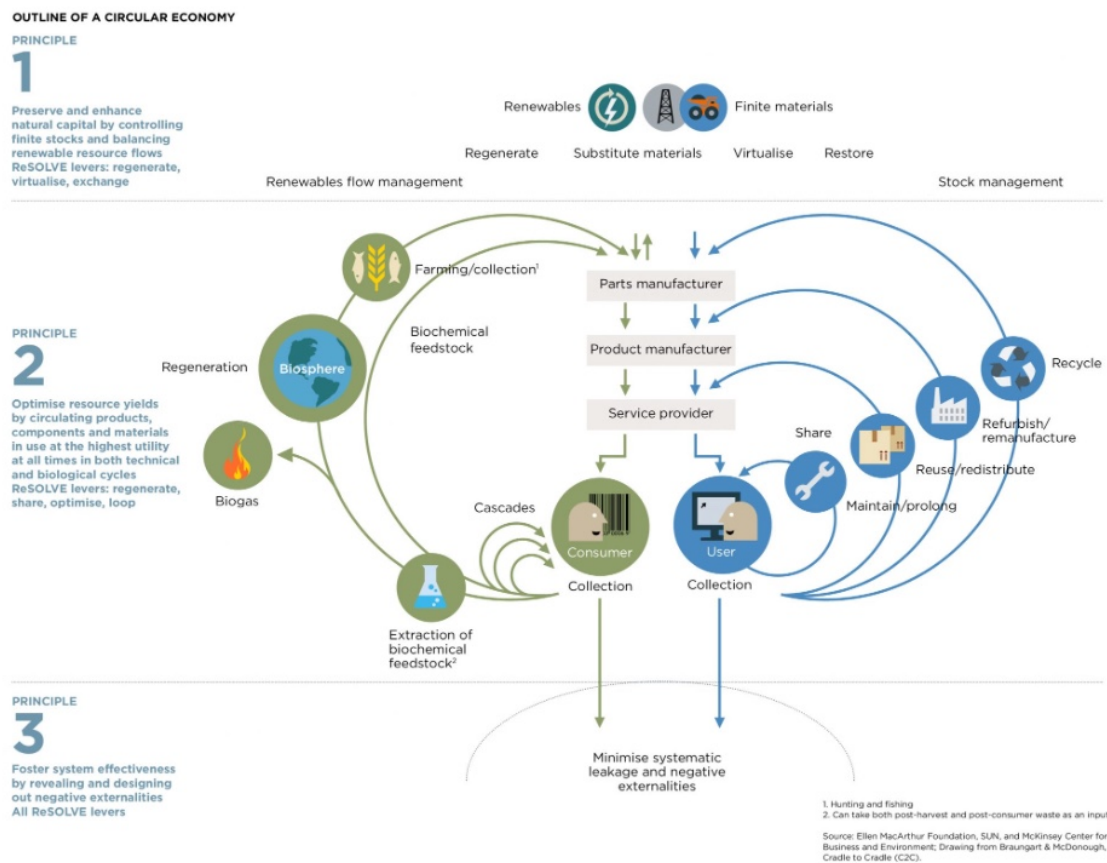 OUTLINE OF A CIRCULAR ECONOMY
PRINCIPLE
1
Preserve and enhance
natural capital by controlling
finite stocks and balancing
renewable resource flows
ReSOLVE levers: regenerate,
virtualise, exchange
Renewables
Finite materials
Regenerate
Substitute materials
Virtualise
Restore
Renewables flow management
Stock management
PRINCIPLE
2
Optimise resource yields
by circulating products,
components and materials
in use at the highest utility
at all times in both technical
and biological cycles
ReSOLVE levers: regenerate,
share, optimise, loop
Farming/collection¹
Parts manufacturer
Biochemical
feedstock
Regeneration
Biosphere
Product manufacturer
Recycle
Service provider
Share
Refurbish/
remanufacture
Reuse/redistribute
Biogas
Cascades
Maintain/prolong
Consumer
User
Collection
Collection
Extraction of
biochemical
feedstock²
PRINCIPLE
3
Foster system effectiveness
by revealing and designing
out negative externalities
All ReSOLVE levers
Minimise systematic
leakage and negative
externalities
1. Hunting and fishing
2. Can take both post-harvest and post-consumer waste as an input
Source: Ellen MacArthur Foundation, SUN, and McKinsey Center for
Business and Environment; Drawing from Braungart & McDonough,
Cradle to Cradle (C2C).